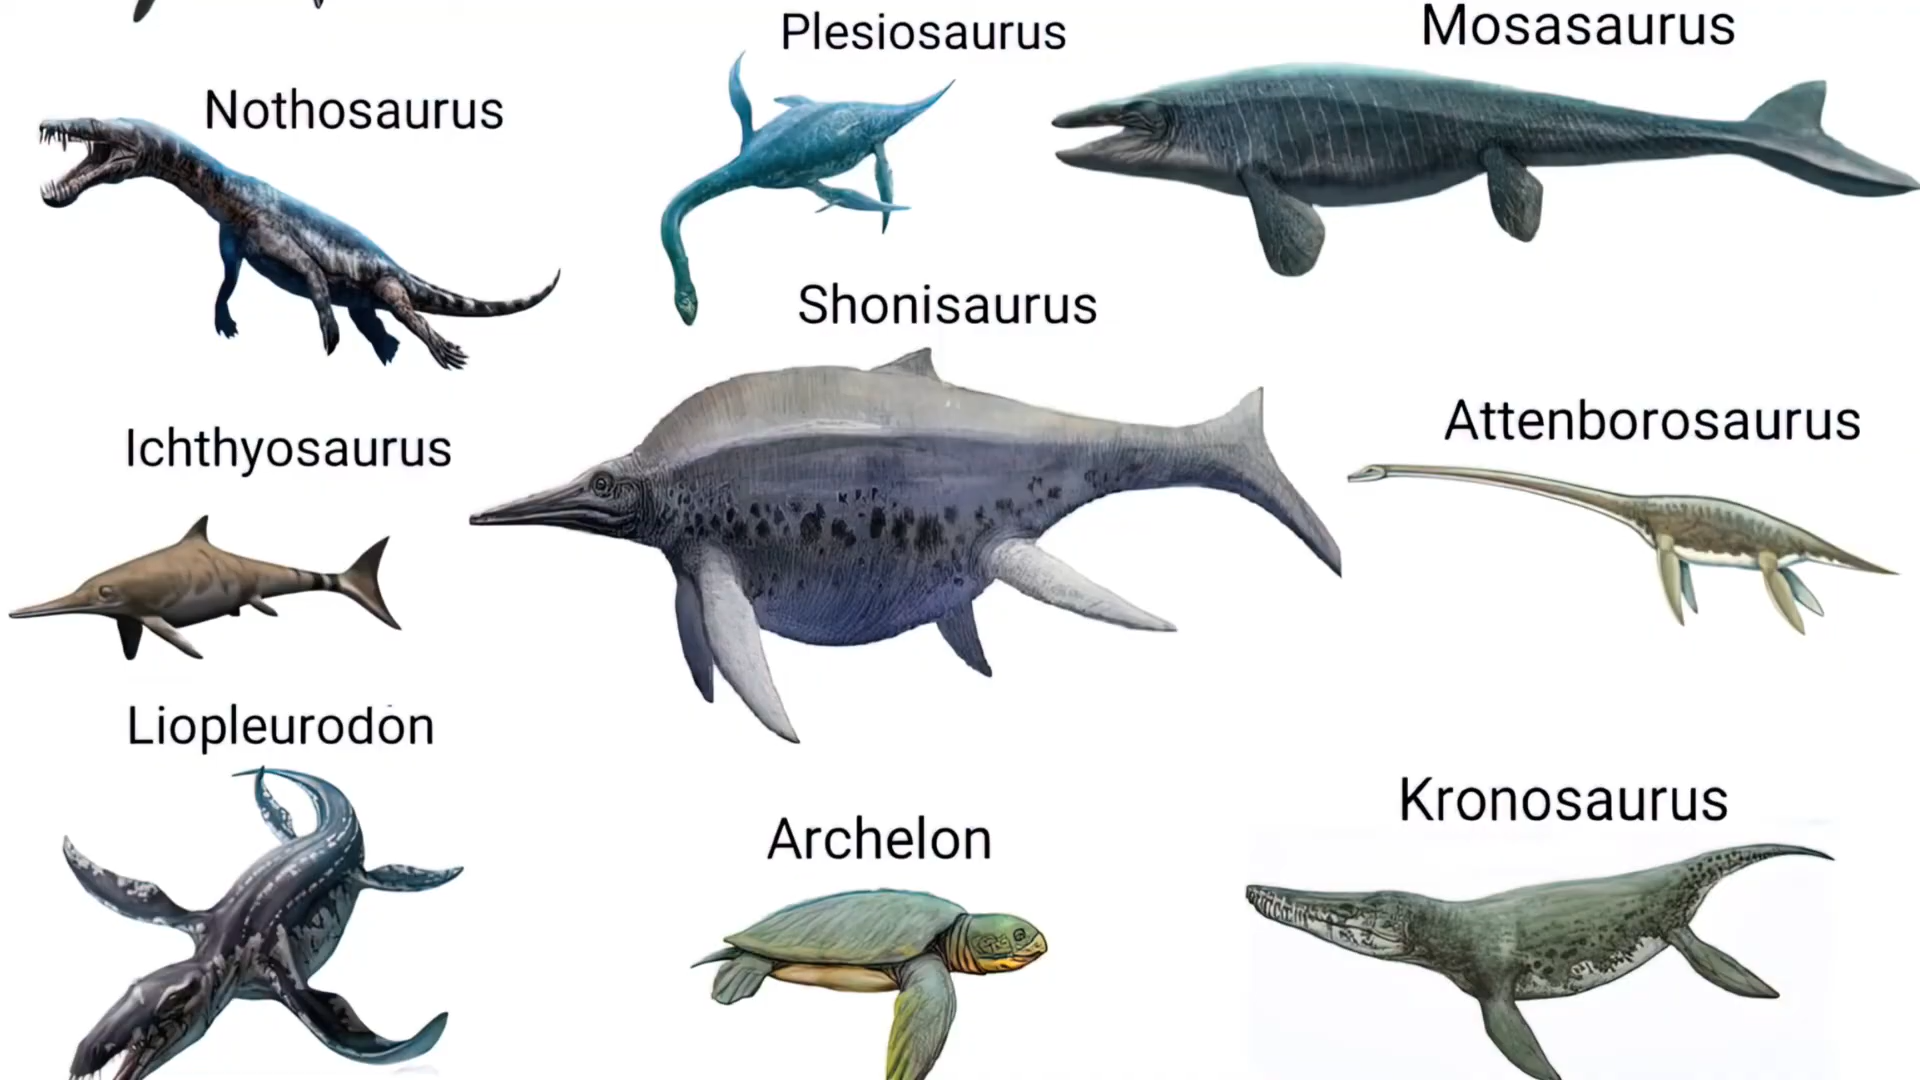 Plesiosaurus
Mosasaurus
Nothosaurus
Shonisaurus
Attenborosaurus
Ichthyosaurus
Liopleurodon
Kronosaurus
Archelon